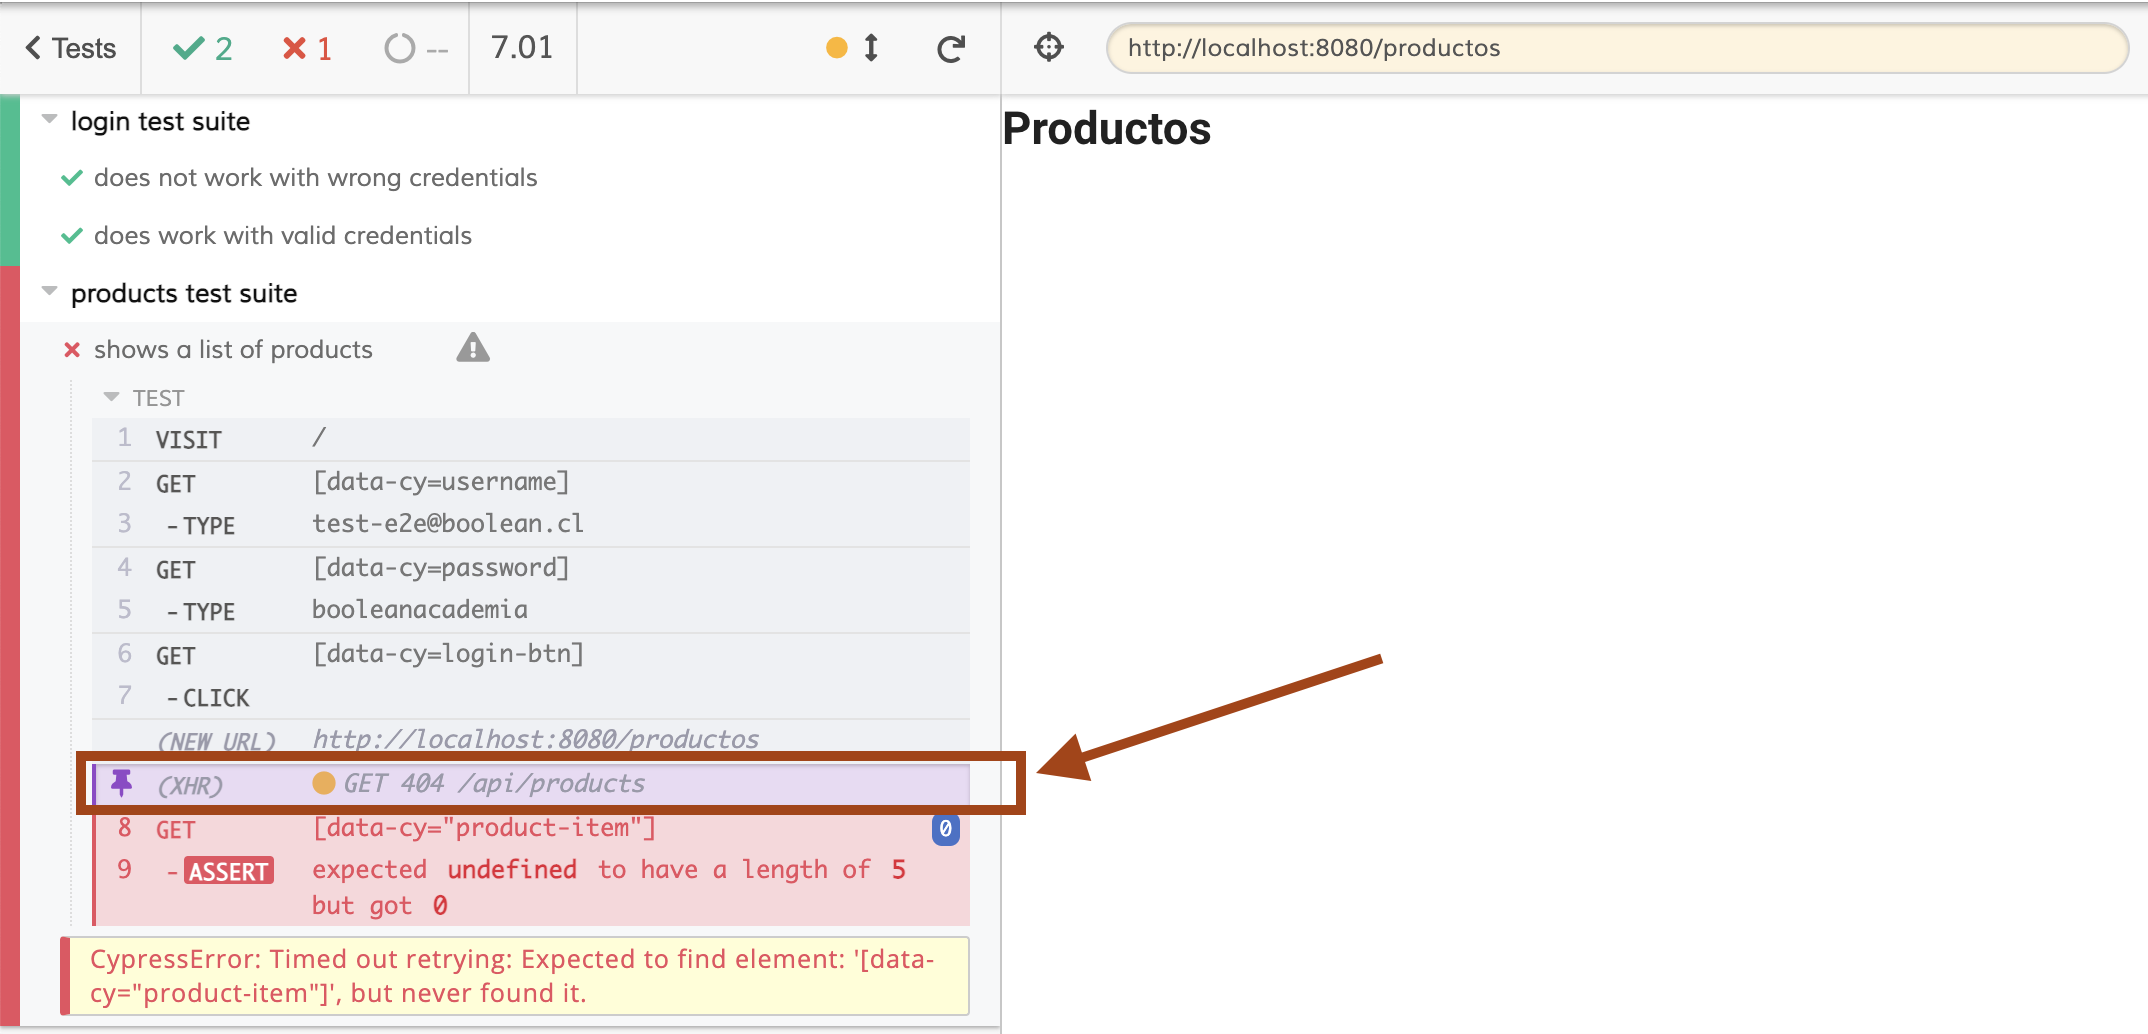 Tests 2 1 -- 7.01 http://localhost:8080/productos
login test suite
does not work with wrong credentials
does work with valid credentials
products test suite
shows a list of products
TEST
1 VISIT /
2 GET [data-cy=username]
3 -TYPE test-e2e@boolean.cl
4 GET [data-cy=password]
5 -TYPE booleanacademia
6 GET [data-cy=login-btn]
7 -CLICK
(NEW URL) http://localhost:8080/productos
(XHR) GET 404 /api/products
8 GET [data-cy="product-item"] 0
9 -ASSERT expected undefined to have a length of 5
but got 0
CypressError: Timed out retrying: Expected to find element: '[data-
cy="product-item"]', but never found it.
Productos